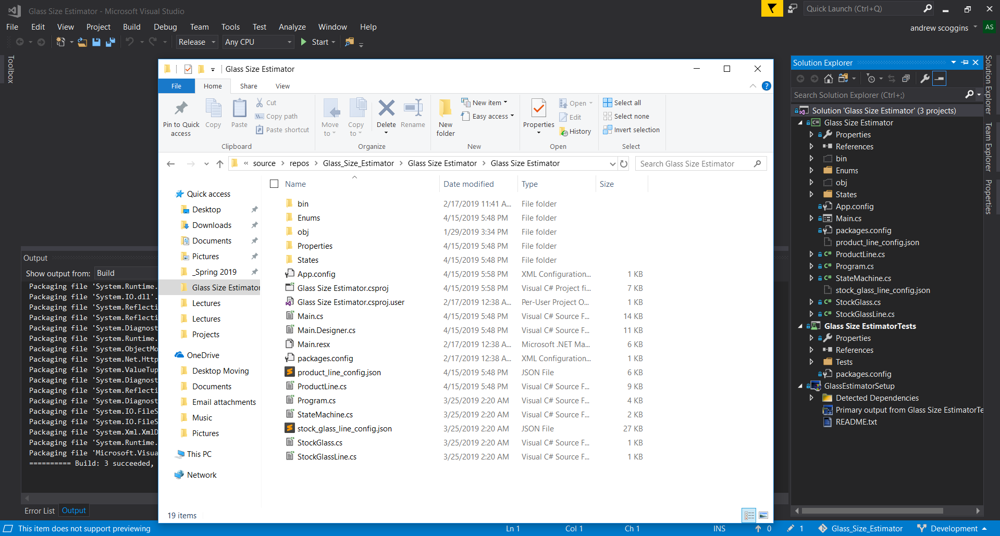 Glass Size Estimator - Microsoft Visual Studio
Quick Launch (Ctrl+Q)
File Edit View Project Build Debug Team Tools Test Analyze Window Help
andrew scoggins AS
Release Any CPU Start
Toolbox
Glass Size Estimator
File Home Share View
Pin to Quick access
Copy
Paste
Cut
Copy path
Paste shortcut
Clipboard
Move to
Copy to
Delete
Rename
Organize
New folder
New item
Easy access
New
Properties
Open
Edit
History
Open
Select all
Select none
Invert selection
Select
« source repos Glass_Size_Estimator Glass Size Estimator Glass Size Estimator
Search Glass Size Estimator
Quick access
Desktop
Downloads
Documents
Pictures
_Spring 2019
Glass Size Estimator
Lectures
Lectures
Projects
OneDrive
Desktop Moving
Documents
Email attachments
Music
Pictures
This PC
Network
Name Date modified Type Size
bin 2/17/2019 11:41 A... File folder
Enums 4/15/2019 5:48 PM File folder
obj 1/29/2019 3:34 PM File folder
Properties 4/15/2019 5:48 PM File folder
States 4/15/2019 5:48 PM File folder
App.config 4/15/2019 5:58 PM XML Configuration... 1 KB
Glass Size Estimator.csproj 4/15/2019 5:58 PM Visual C# Project fi... 7 KB
Glass Size Estimator.csproj.user 2/17/2019 12:38 A... Per-User Project O... 1 KB
Main.cs 4/15/2019 5:48 PM Visual C# Source F... 14 KB
Main.Designer.cs 4/15/2019 5:48 PM Visual C# Source F... 11 KB
Main.resx 2/17/2019 12:38 A... Microsoft .NET Ma... 6 KB
packages.config 2/17/2019 12:38 A... XML Configuration... 1 KB
product_line_config.json 4/15/2019 5:48 PM JSON File 6 KB
ProductLine.cs 4/15/2019 5:48 PM Visual C# Source F... 9 KB
Program.cs 3/25/2019 2:20 AM Visual C# Source F... 4 KB
StateMachine.cs 3/25/2019 2:20 AM Visual C# Source F... 2 KB
stock_glass_line_config.json 3/25/2019 2:20 AM JSON File 27 KB
StockGlass.cs 3/25/2019 2:20 AM Visual C# Source F... 1 KB
StockGlassLine.cs 3/25/2019 2:20 AM Visual C# Source F... 1 KB
19 items
Output
Show output from: Build
Packaging file 'System.Runtime.
Packaging file 'System.IO.dll'.
Packaging file 'System.Reflecti
Packaging file 'System.Reflecti
Packaging file 'System.Diagnost
Packaging file 'System.Runtime.
Packaging file 'System.ObjectMo
Packaging file 'System.Net.Http
Packaging file 'System.ValueTup
Packaging file 'System.Diagnost
Packaging file 'System.Reflecti
Packaging file 'System.Diagnost
Packaging file 'System.IO.FileS
Packaging file 'System.IO.FileS
Packaging file 'System.Xml.XmlD
Packaging file 'System.Runtime.
Packaging file 'Microsoft.Visua
========== Build: 3 succeeded,
Error List Output
Solution Explorer
Search Solution Explorer (Ctrl+;)
Solution 'Glass Size Estimator' (3 projects)
Glass Size Estimator
Properties
References
bin
Enums
obj
States
App.config
Main.cs
packages.config
product_line_config.json
C# ProductLine.cs
C# Program.cs
C# StateMachine.cs
stock_glass_line_config.json
C# StockGlass.cs
C# StockGlassLine.cs
Glass Size EstimatorTests
Properties
References
Tests
packages.config
GlassEstimatorSetup
Detected Dependencies
Primary output from Glass Size EstimatorTe
README.txt
Solution Explorer
Team Explorer
Properties
This item does not support previewing Ln 1 Col 1 Ch 1 INS 0 1 Glass_Size_Estimator Development